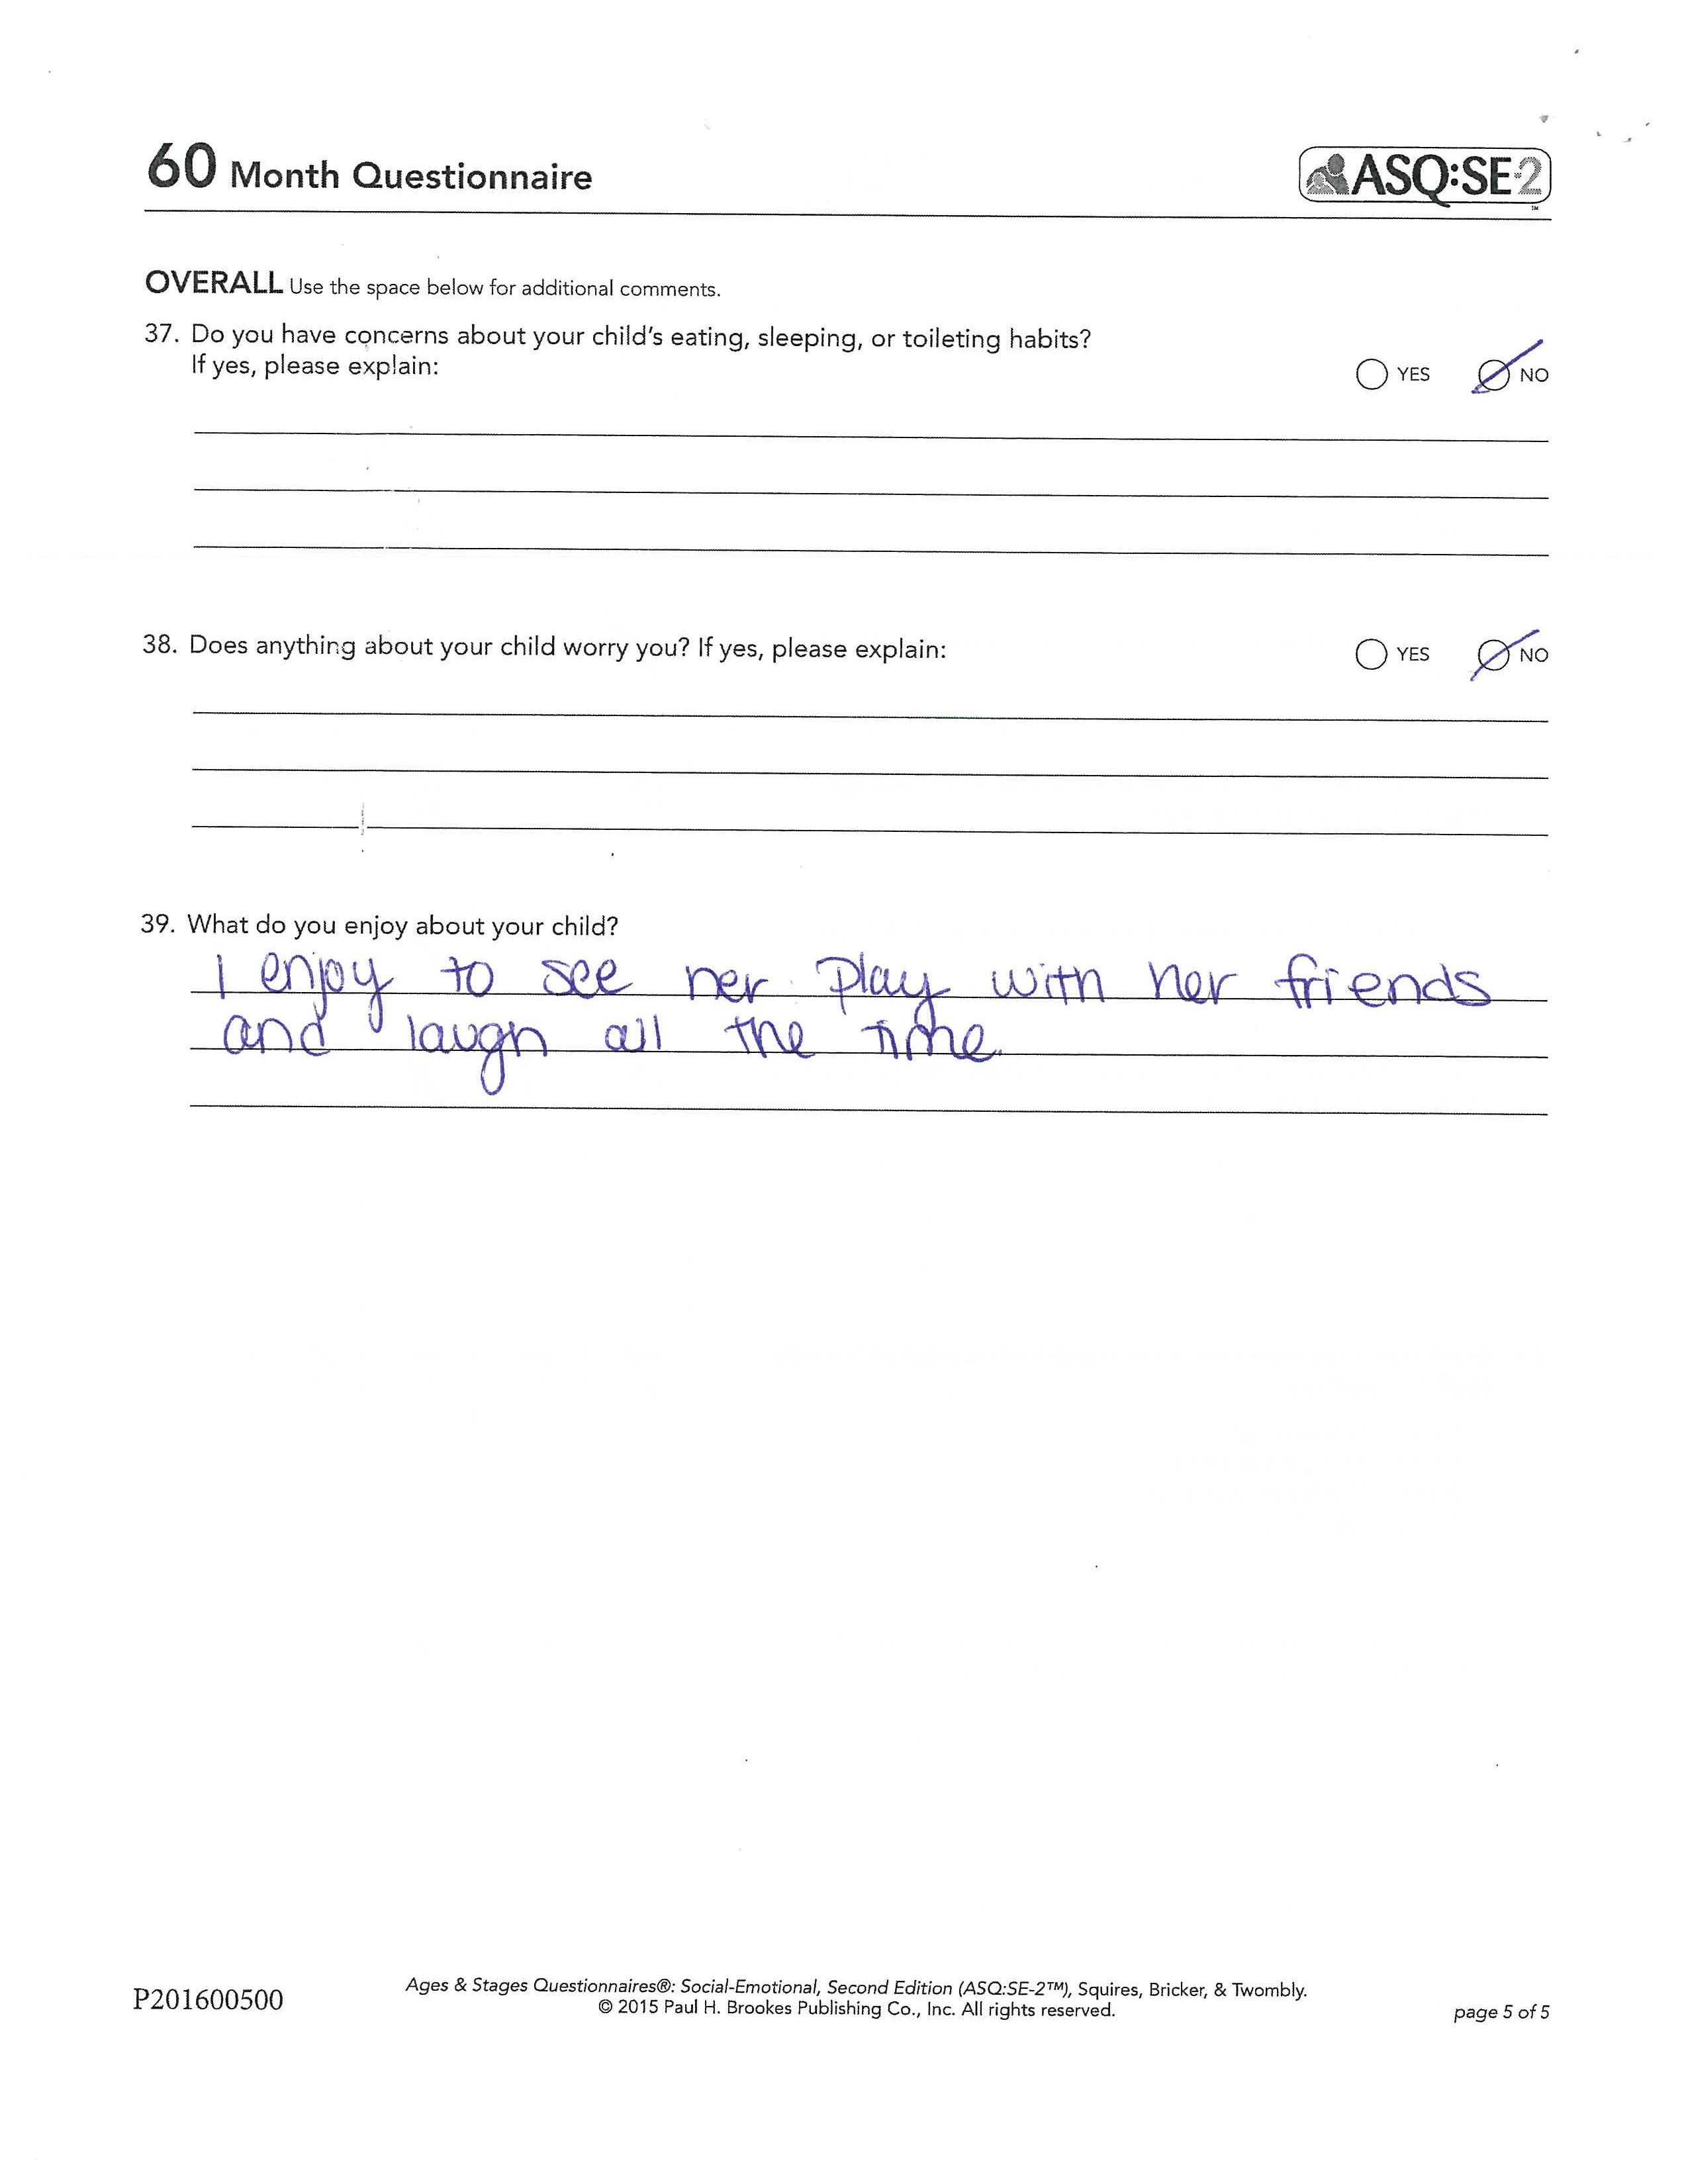 60 Month Questionnaire
ASQ:SE-2™
OVERALL Use the space below for additional comments.
37. Do you have concerns about your child's eating, sleeping, or toileting habits?
If yes, please explain:
YES NO
38. Does anything about your child worry you? If yes, please explain:
YES NO
39. What do you enjoy about your child?
I enjoy to see her play with her friends
and laugh all the time.
P201600500
Ages & Stages Questionnaires®: Social-Emotional, Second Edition (ASQ:SE-2™), Squires, Bricker, & Twombly.
© 2015 Paul H. Brookes Publishing Co., Inc. All rights reserved.
page 5 of 5